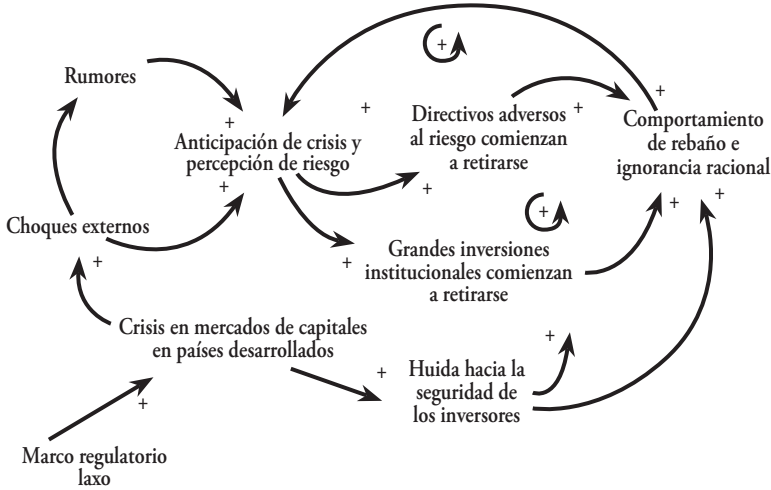 +
+
Rumores
+
+
+
+
Directivos adversos
al riesgo comienzan
a retirarse
Comportamiento
de rebaño e
ignorancia racional
Anticipación de crisis y
percepción de riesgo
+
+
+
+
+
Choques externos
+
+
Grandes inversiones
institucionales comienzan
a retirarse
Crisis en mercados de capitales
en países desarrollados
+
+
Huida hacia la
seguridad de
los inversores
+
Marco regulatorio
laxo